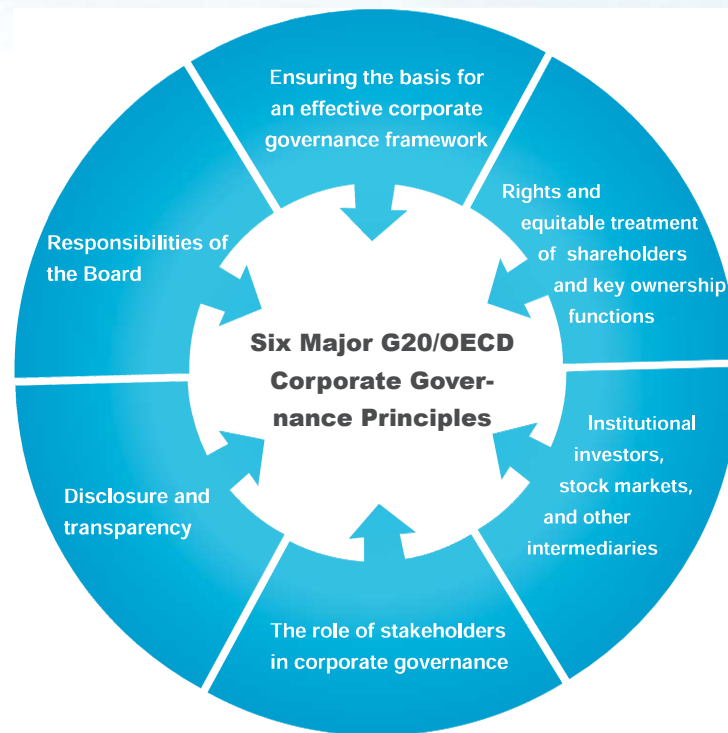 Ensuring the basis for
an effective corporate
governance framework
Rights and
equitable treatment
of shareholders
and key ownership
functions
Institutional
investors,
stock markets,
and other
intermediaries
The role of stakeholders
in corporate governance
Disclosure and
transparency
Responsibilities of
the Board
Six Major G20/OECD
Corporate Gover-
nance Principles